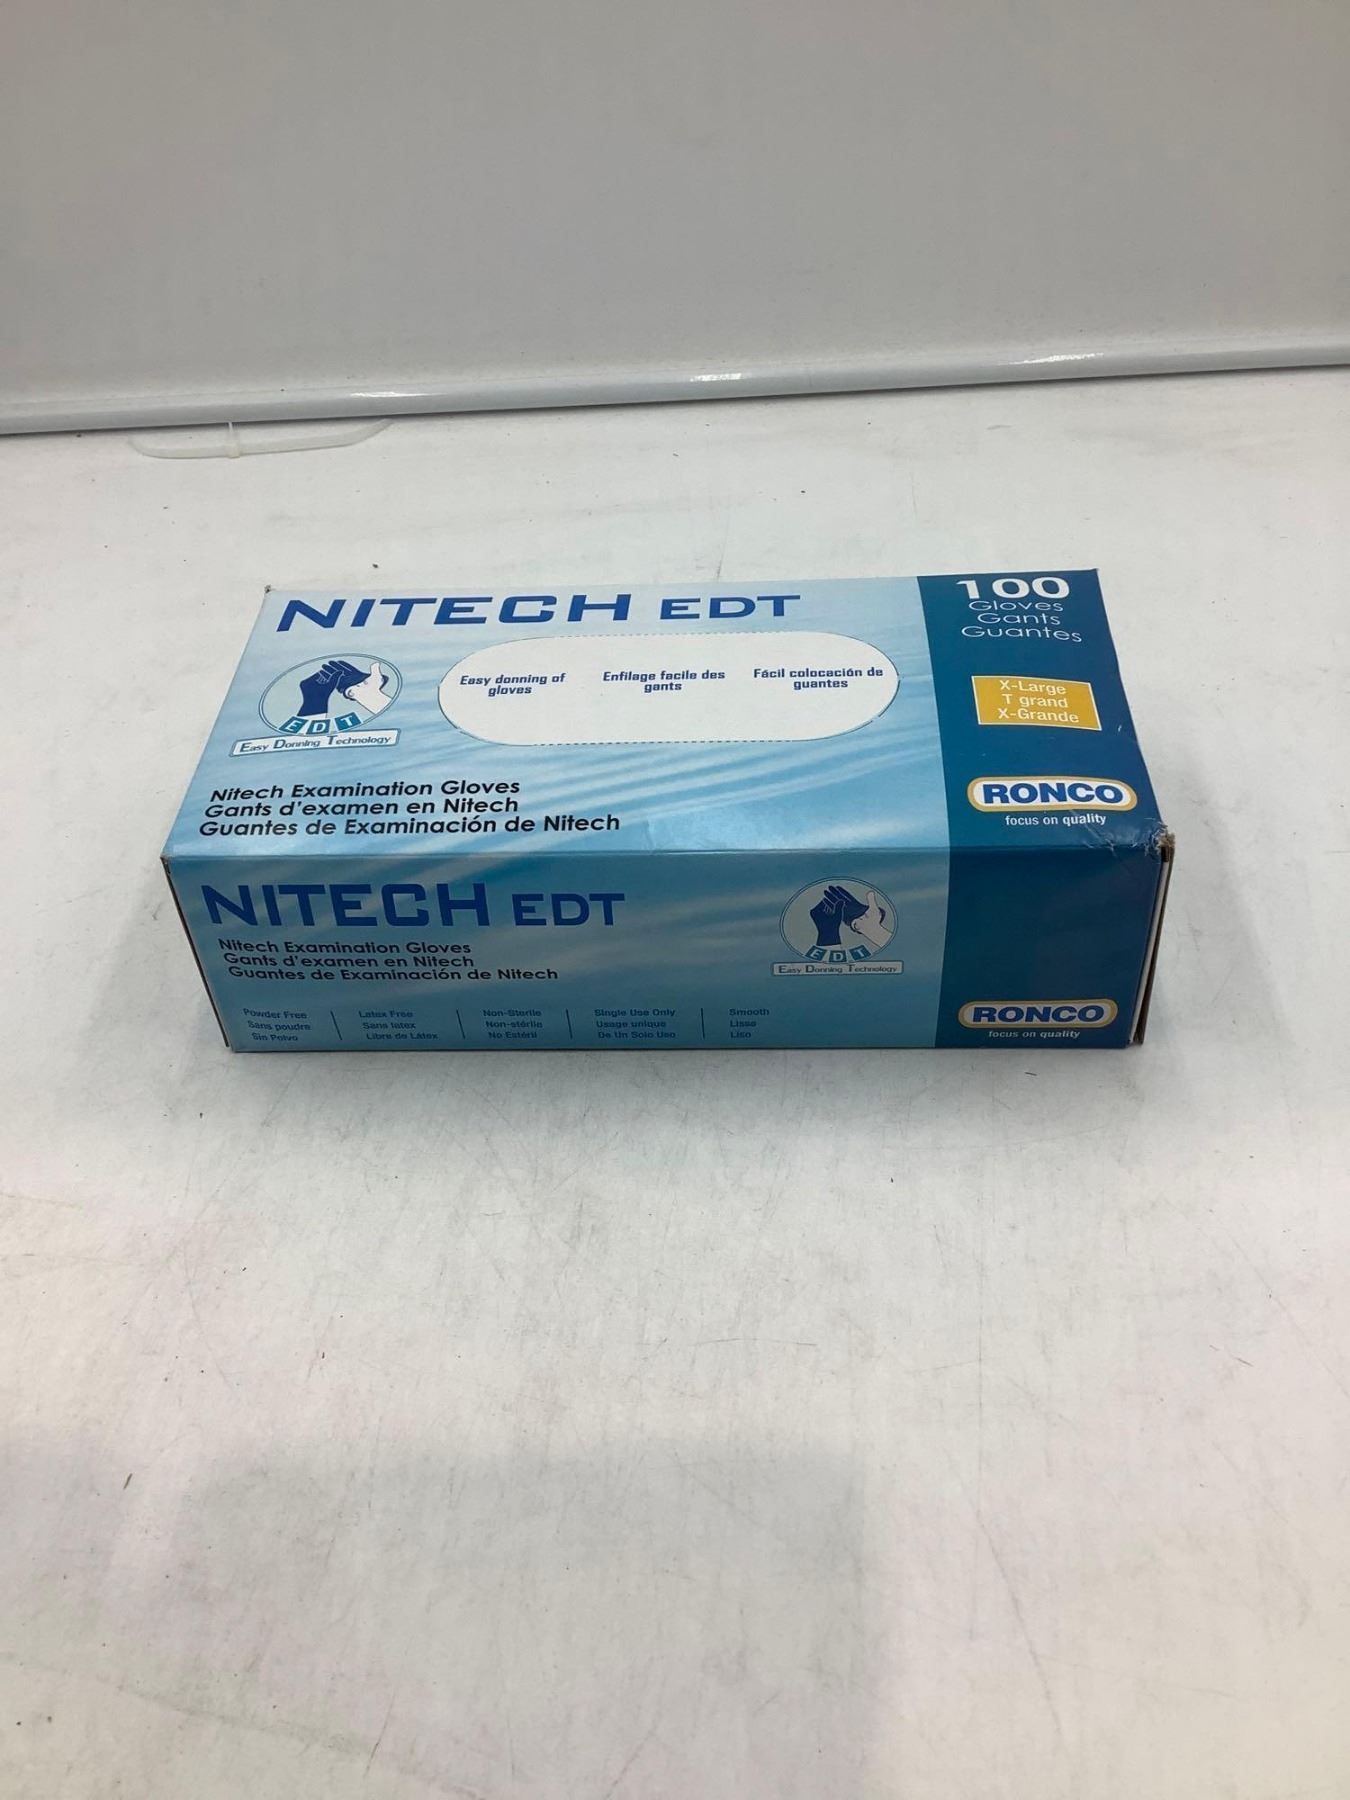 NITECH EDT
100
Gloves
Gants
Guantes
Easy donning of
gloves
Enfilage facile des
gants
Fácil colocación de
guantes
X-Large
T grand
X-Grande
EDT
Easy Donning Technology
Nitech Examination Gloves
Gants d'examen en Nitech
Guantes de Examinación de Nitech
RONCO
focus on quality
NITECH EDT
Nitech Examination Gloves
Gants d'examen en Nitech
Guantes de Examinación de Nitech
EDT
Easy Donning Technology
Powder Free
Sans poudre
Sin Polvo
Latex Free
Sans latex
Libre de Látex
Non-Sterile
Non-stérile
No Estéril
Single Use Only
Usage unique
De Un Solo Uso
Smooth
Lisse
Liso
RONCO
focus on quality